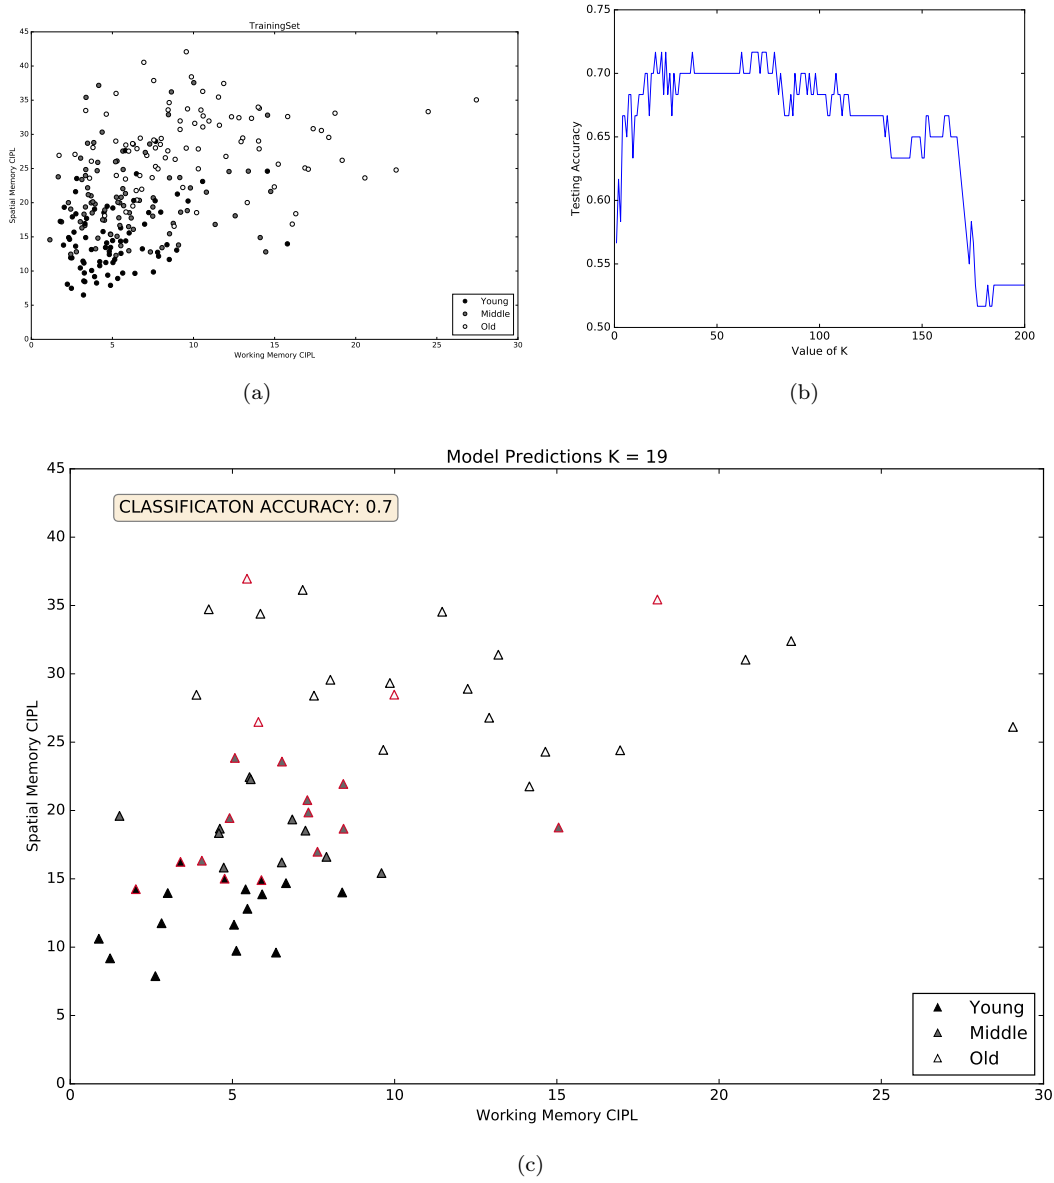 TrainingSet
45
40
35
30
25
20
15
10
5
0
Spatial Memory CIPL
Young
Middle
Old
0 5 10 15 20 25 30
Working Memory CIPL
(a)
0.75
0.70
0.65
0.60
0.55
0.50
Testing Accuracy
0 50 100 150 200
Value of K
(b)
Model Predictions K = 19
45
40
35
30
25
20
15
10
5
0
Spatial Memory CIPL
CLASSIFICATON ACCURACY: 0.7
Young
Middle
Old
0 5 10 15 20 25 30
Working Memory CIPL
(c)